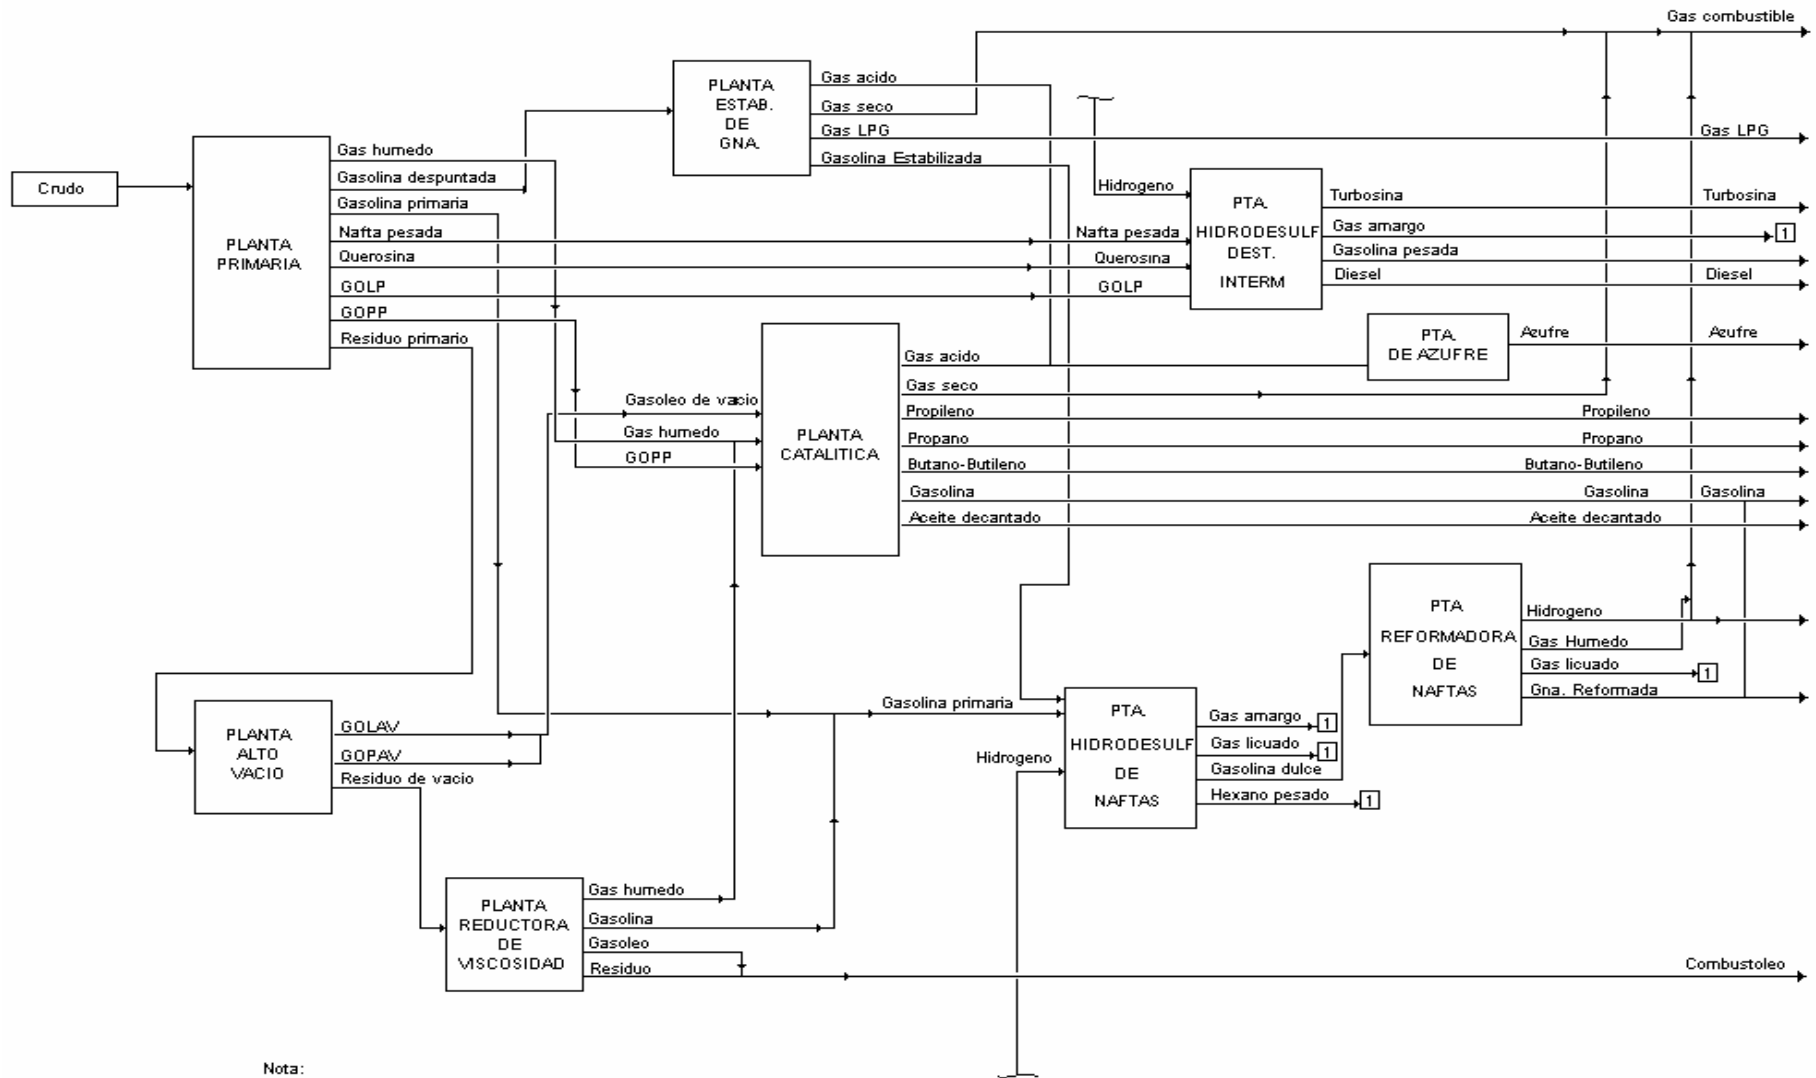 Gas combustible
Crudo
PLANTA
PRIMARIA
Gas humedo
Gasolina despuntada
Gasolina primaria
Nafta pesada
Querosina
GOLP
GOPP
Residuo primario
PLANTA
ESTAB.
DE
GNA.
Gas acido
Gas seco
Gas LPG
Gasolina Estabilizada
Gas LPG
Hidrogeno
Nafta pesada
Querosina
GOLP
PTA.
HIDRODESULF
DEST.
INTERM
Turbosina
Gas amargo
Gasolina pesada
Diesel
Turbosina
1
Diesel
PTA.
DE AZUFRE
Azufre
Azufre
Gasoleo de vacio
Gas humedo
GOPP
PLANTA
CATALITICA
Gas acido
Gas seco
Propileno
Propano
Butano-Butileno
Gasolina
Aceite decantado
Propileno
Propano
Butano-Butileno
Gasolina
Gasolina
Aceite decantado
PTA
REFORMADORA
DE
NAFTAS
Hidrogeno
Gas Humedo
Gas licuado
1
Gna. Reformada
PLANTA
ALTO
VACIO
GOLAV
GOPAV
Residuo de vacio
Gasolina primaria
Hidrogeno
PTA.
HIDRODESULF
DE
NAFTAS
Gas amargo
1
Gas licuado
1
Gasolina dulce
Hexano pesado
1
PLANTA
REDUCTORA
DE
VISCOSIDAD
Gas humedo
Gasolina
Gasoleo
Residuo
Combustoleo
Nota: